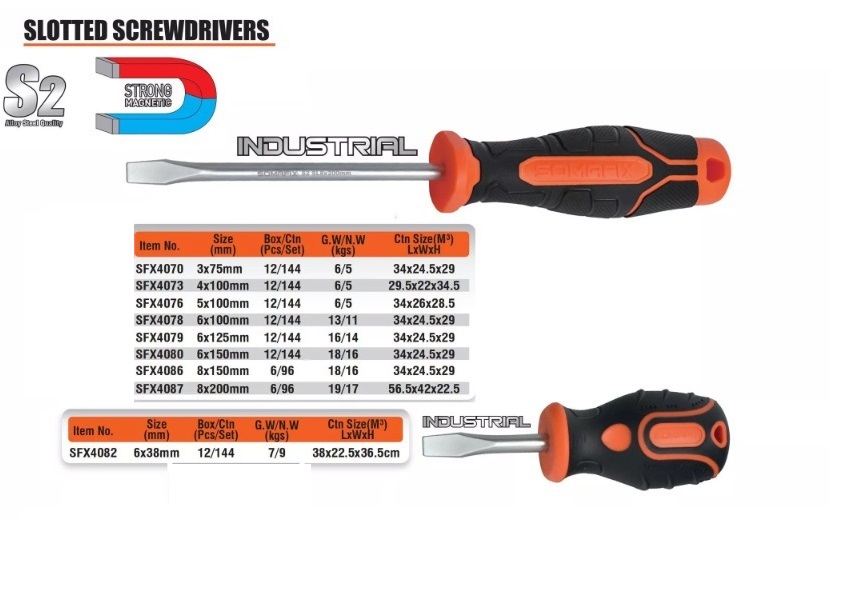 SLOTTED SCREWDRIVERS
S2
Alloy Steel Quality
STRONG
MAGNETIC
INDUSTRIAL
SOMAFIX
Item No. Size (mm) Box/Ctn (Pcs/Set) G.W/N.W (kgs) Ctn Size(M³) LxWxH
SFX4070 3x75mm 12/144 6/5 34x24.5x29
SFX4073 4x100mm 12/144 6/5 29.5x22x34.5
SFX4076 5x100mm 12/144 6/5 34x26x28.5
SFX4078 6x100mm 12/144 13/11 34x24.5x29
SFX4079 6x125mm 12/144 16/14 34x24.5x29
SFX4080 6x150mm 12/144 18/16 34x24.5x29
SFX4086 8x150mm 6/96 18/16 34x24.5x29
SFX4087 8x200mm 6/96 19/17 56.5x42x22.5
INDUSTRIAL
Item No. Size (mm) Box/Ctn (Pcs/Set) G.W/N.W (kgs) Ctn Size(M³) LxWxH
SFX4082 6x38mm 12/144 7/9 38x22.5x36.5cm